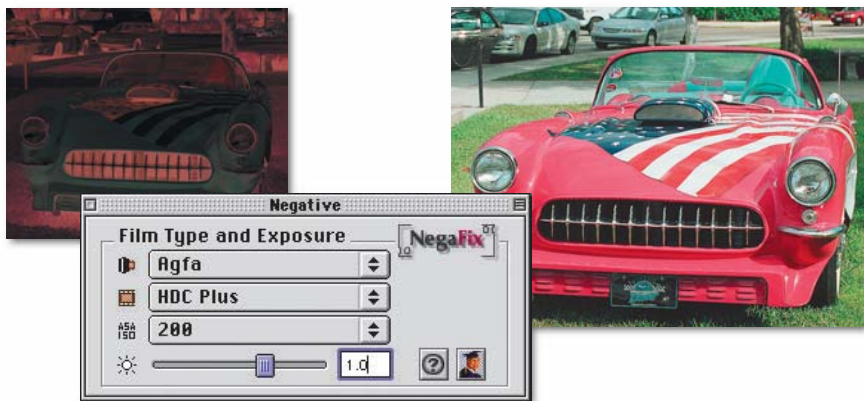 Negative
Film Type and Exposure
NegaFix
Agfa
HDC Plus
ASA
ISO
200
1.0
?